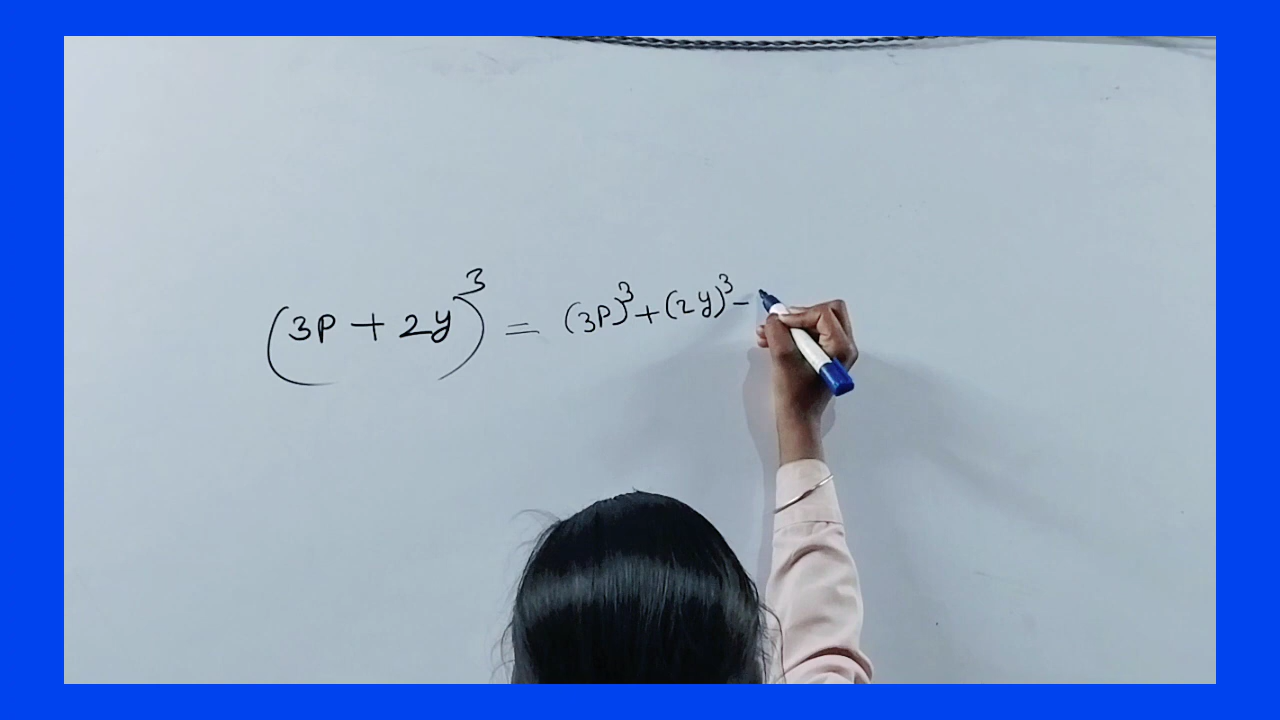 (3P + 2y)³ = (3P)³ + (2y)³ -